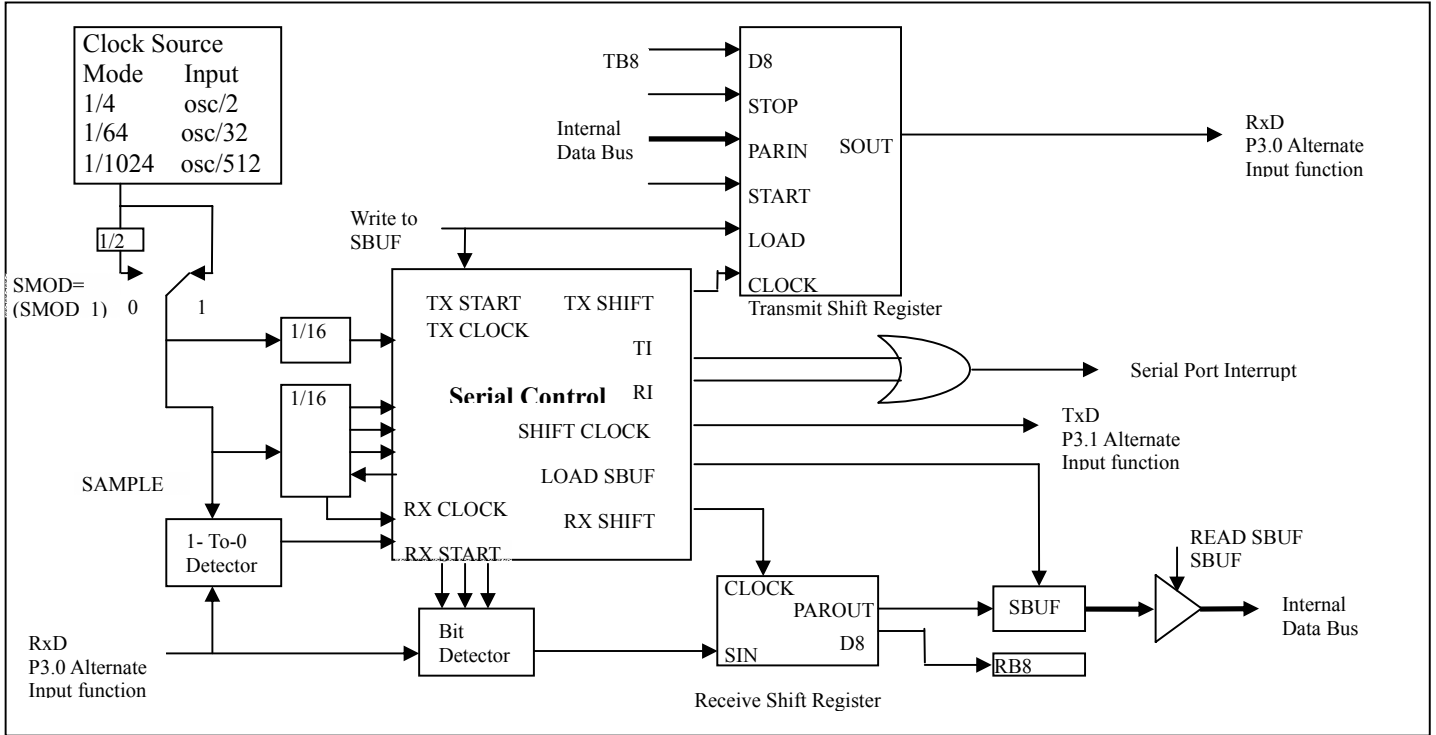 Clock Source
Mode Input
1/4 osc/2
1/64 osc/32
1/1024 osc/512
1/2
SMOD=
(SMOD_1) 0 1
TB8
Internal
Data Bus
Write to
SBUF
D8
STOP
PARIN
START
LOAD
CLOCK
SOUT
Transmit Shift Register
RxD
P3.0 Alternate
Input function
1/16
1/16
TX START
TX CLOCK
TX SHIFT
TI
Serial Control
RI
SHIFT CLOCK
LOAD SBUF
RX CLOCK
RX SHIFT
RX START
Serial Port Interrupt
TxD
P3.1 Alternate
Input function
SAMPLE
1- To-0
Detector
RxD
P3.0 Alternate
Input function
Bit
Detector
CLOCK
PAROUT
D8
SIN
Receive Shift Register
SBUF
RB8
READ SBUF
SBUF
Internal
Data Bus